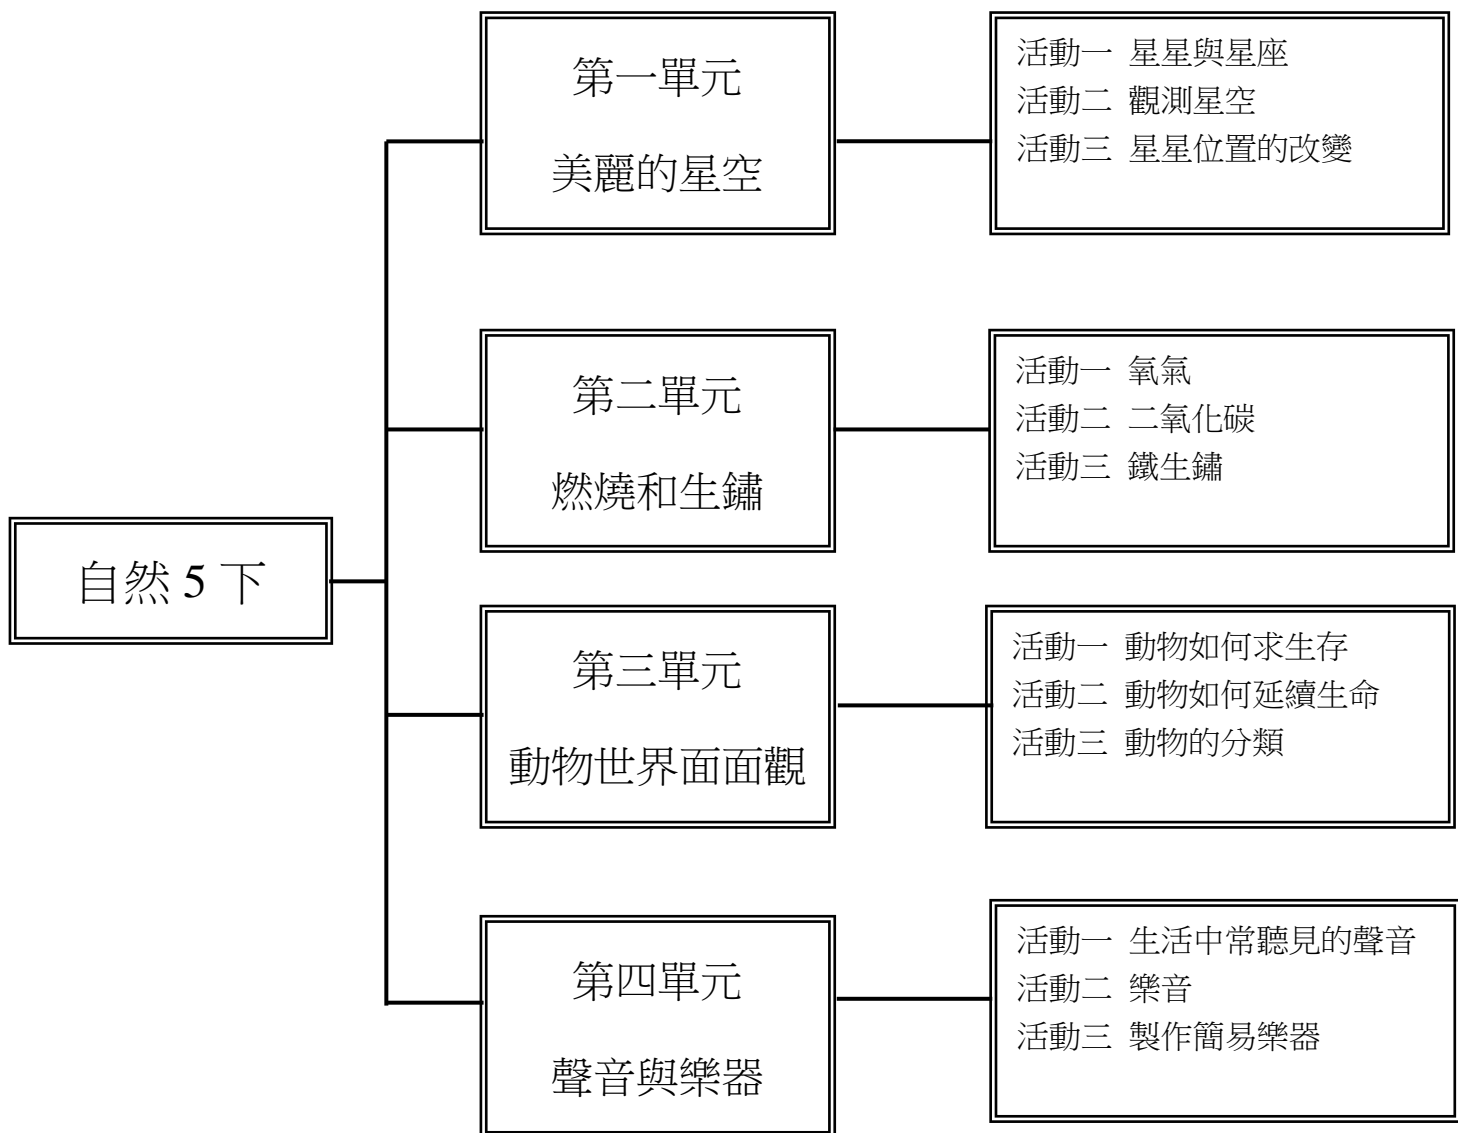 自然 5 下
第一單元
美麗的星空
活動一 星星與星座
活動二 觀測星空
活動三 星星位置的改變
第二單元
燃燒和生鏽
活動一 氧氣
活動二 二氧化碳
活動三 鐵生鏽
第三單元
動物世界面面觀
活動一 動物如何求生存
活動二 動物如何延續生命
活動三 動物的分類
第四單元
聲音與樂器
活動一 生活中常聽見的聲音
活動二 樂音
活動三 製作簡易樂器